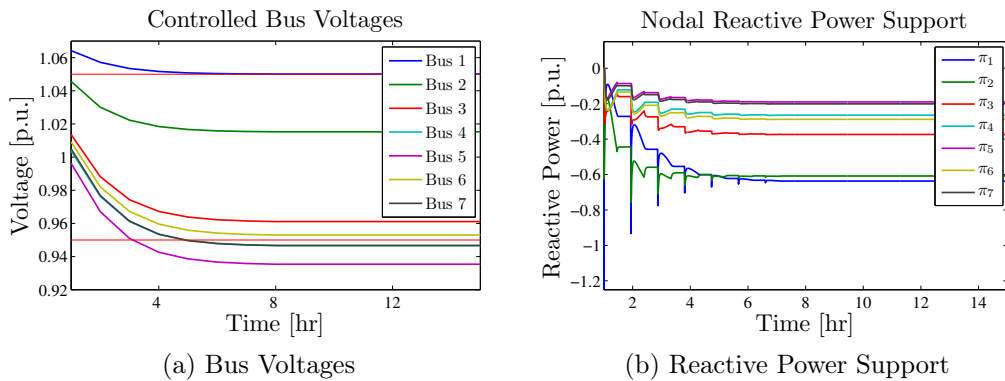 Controlled Bus Voltages
Voltage [p.u.]
1.06
1.04
1.02
1
0.98
0.96
0.94
0.92
4
8
12
Time [hr]
Bus 1
Bus 2
Bus 3
Bus 4
Bus 5
Bus 6
Bus 7
(a) Bus Voltages
Nodal Reactive Power Support
Reactive Power [p.u.]
0
−0.2
−0.4
−0.6
−0.8
−1
−1.2
2
4
6
8
10
12
14
Time [hr]
π₁
π₂
π₃
π₄
π₅
π₆
π₇
(b) Reactive Power Support